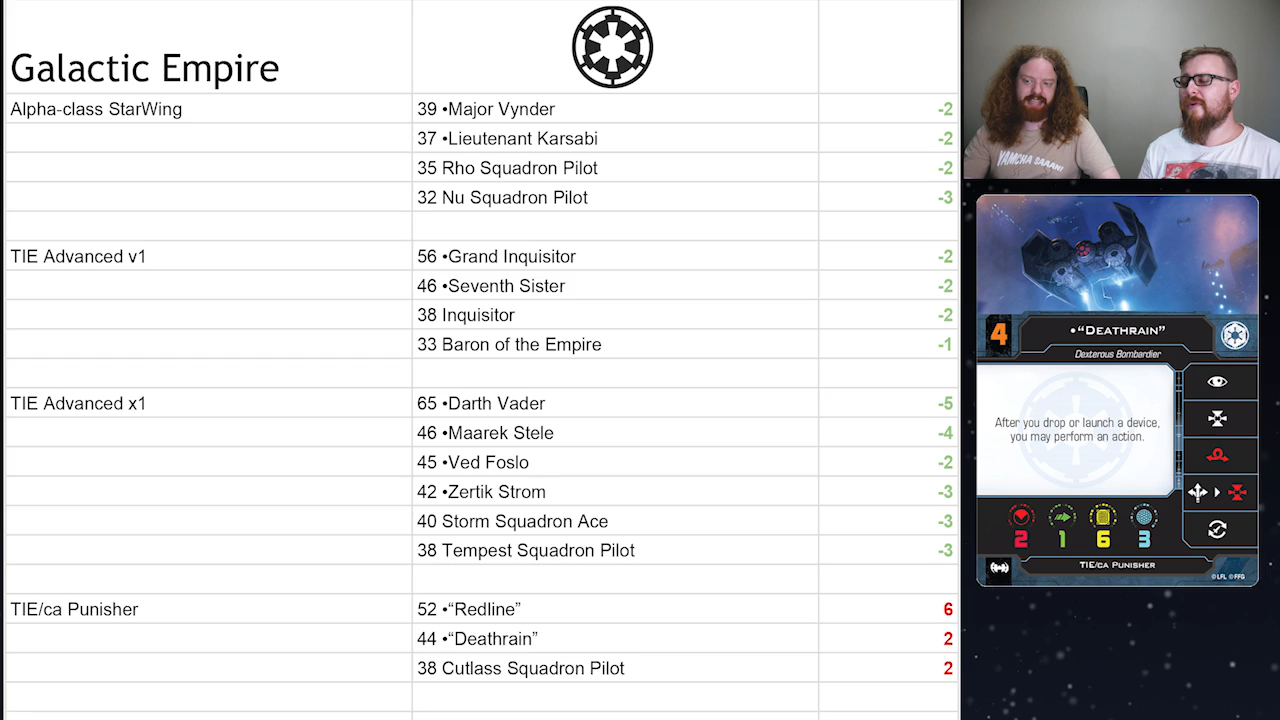 Galactic Empire
Alpha-class StarWing 39 •Major Vynder -2
37 •Lieutenant Karsabi -2
35 Rho Squadron Pilot -2
32 Nu Squadron Pilot -3
TIE Advanced v1 56 •Grand Inquisitor -2
46 •Seventh Sister -2
38 Inquisitor -2
33 Baron of the Empire -1
TIE Advanced x1 65 •Darth Vader -5
46 •Maarek Stele -4
45 •Ved Foslo -2
42 •Zertik Strom -3
40 Storm Squadron Ace -3
38 Tempest Squadron Pilot -3
TIE/ca Punisher 52 •“Redline” 6
44 •“Deathrain” 2
38 Cutlass Squadron Pilot 2
YAMCHA SAAAN!
4 •“DEATHRAIN”
Dexterous Bombardier
After you drop or launch a device,
you may perform an action.
2 1 6 3
TIE/CA PUNISHER
©LFL ©FFG